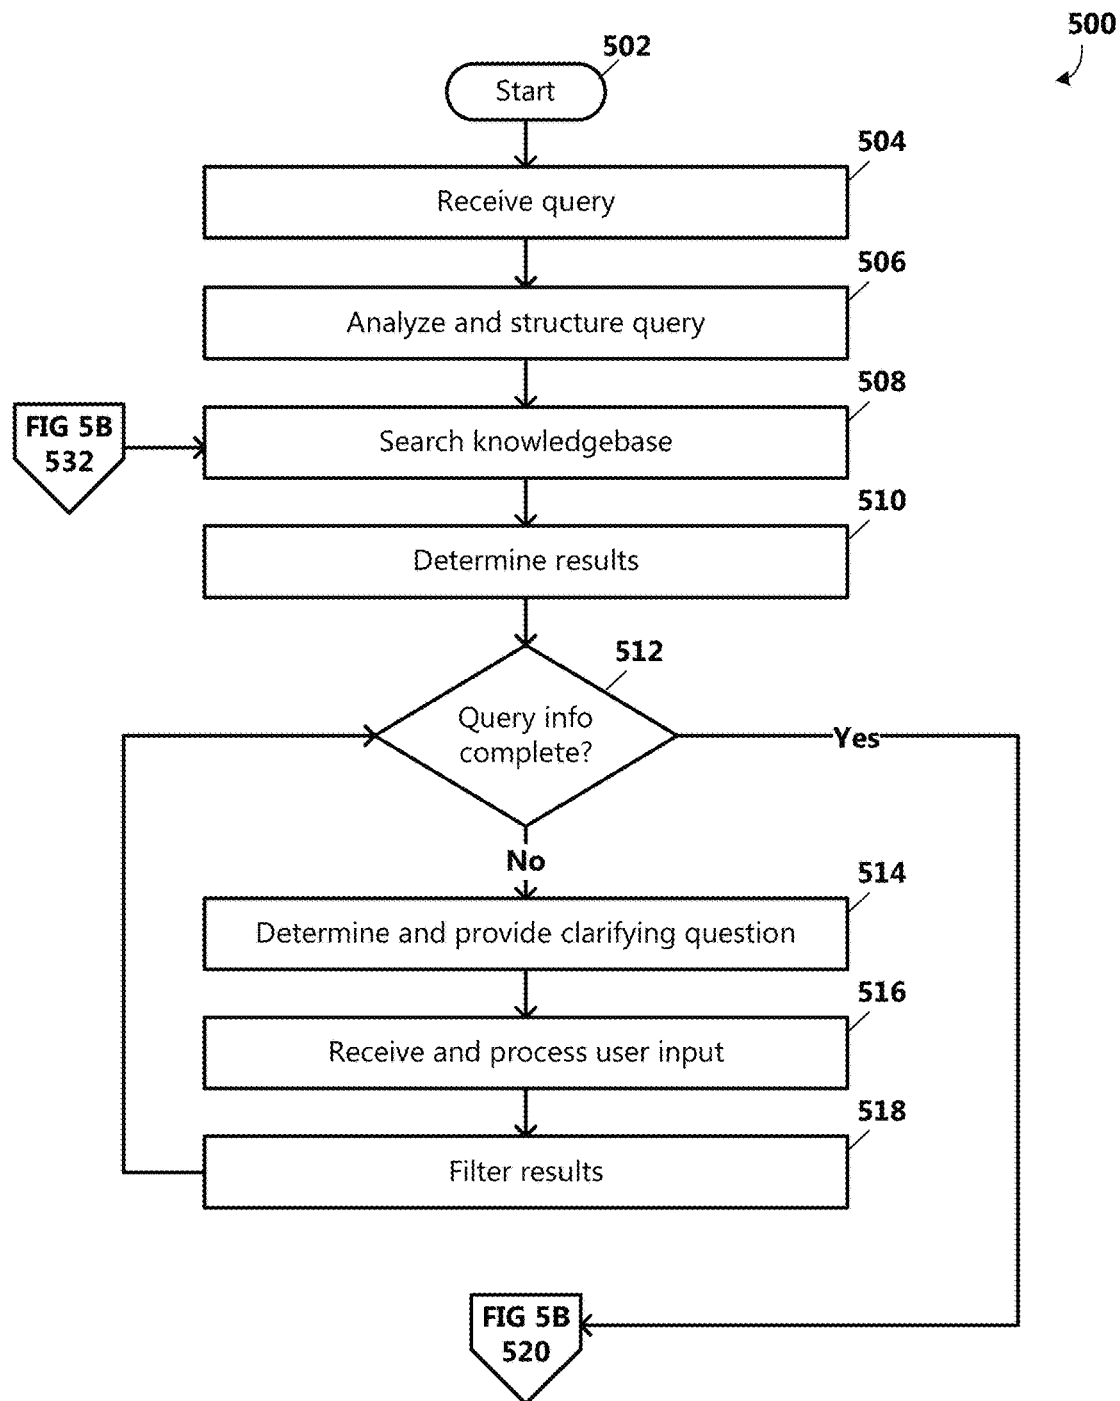 500
502
Start
504
Receive query
506
Analyze and structure query
508
FIG 5B
532
Search knowledgebase
510
Determine results
512
Query info
complete?
Yes
No
514
Determine and provide clarifying question
516
Receive and process user input
518
Filter results
FIG 5B
520